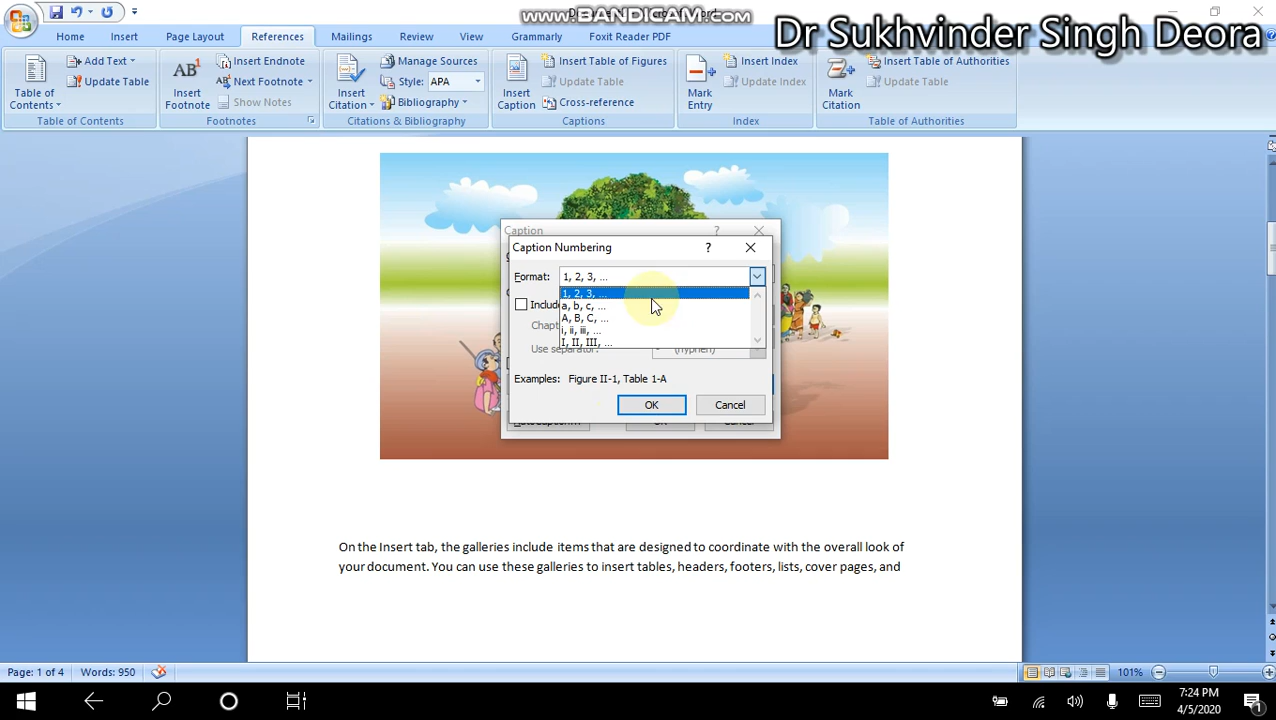 www.BANDICAM.com
Dr Sukhvinder Singh Deora
Home Insert Page Layout References Mailings Review View Grammarly Foxit Reader PDF
Table of Contents
Add Text
Update Table
Table of Contents
AB¹
Insert Footnote
Insert Endnote
Next Footnote
Show Notes
Footnotes
Insert Citation
Manage Sources
Style: APA
Bibliography
Citations & Bibliography
Insert Caption
Insert Table of Figures
Update Table
Cross-reference
Captions
Mark Entry
Insert Index
Update Index
Index
Mark Citation
Insert Table of Authorities
Update Table
Table of Authorities
Caption
Caption Numbering
Format: 1, 2, 3, ...
1, 2, 3, ...
a, b, c, ...
A, B, C, ...
i, ii, iii, ...
I, II, III, ...
Use separator: - (hyphen)
Examples: Figure II-1, Table 1-A
OK Cancel
On the Insert tab, the galleries include items that are designed to coordinate with the overall look of
your document. You can use these galleries to insert tables, headers, footers, lists, cover pages, and
Page: 1 of 4 Words: 950 101%
7:24 PM
4/5/2020